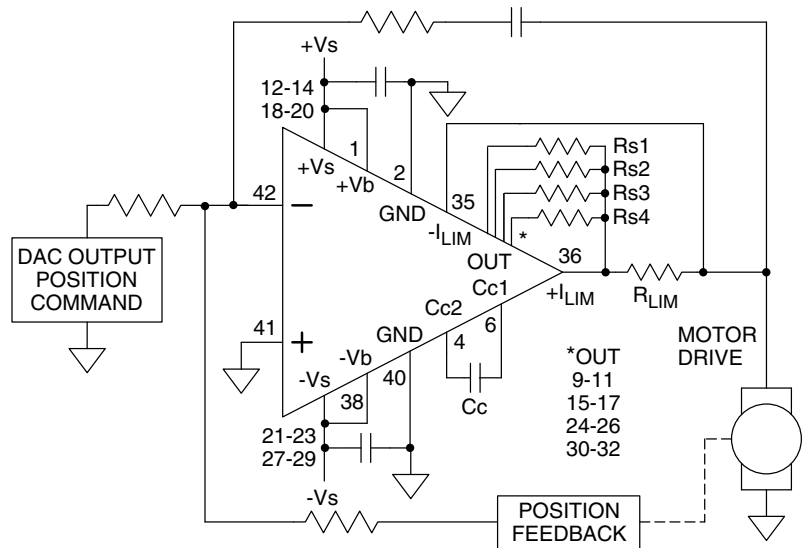 +Vs
12-14
18-20
1
+Vs
+Vb
2
GND
35
-ILIM
Rs1
Rs2
Rs3
Rs4
*
OUT
36
+ILIM
RLIM
42
−
DAC OUTPUT
POSITION
COMMAND
41
+
Cc1
Cc2
6
4
Cc
GND
40
-Vb
38
-Vs
21-23
27-29
-Vs
*OUT
9-11
15-17
24-26
30-32
MOTOR
DRIVE
POSITION
FEEDBACK